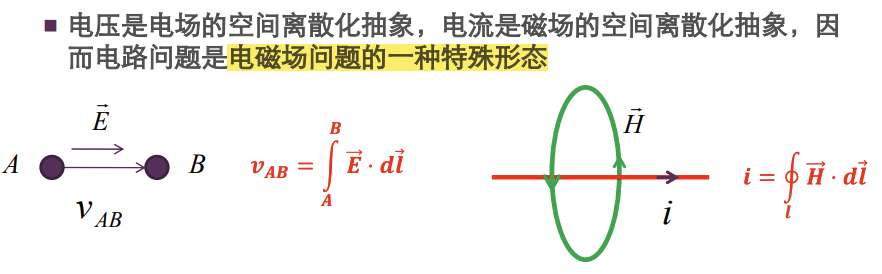 ■ 电压是电场的空间离散化抽象，电流是磁场的空间离散化抽象，因
而电路问题是电磁场问题的一种特殊形态
$\vec{E}$
A B
$v_{AB}$
$v_{AB} = \int_{A}^{B} \vec{E} \cdot d\vec{l}$
$\vec{H}$
i
$i = \oint_{l} \vec{H} \cdot d\vec{l}$